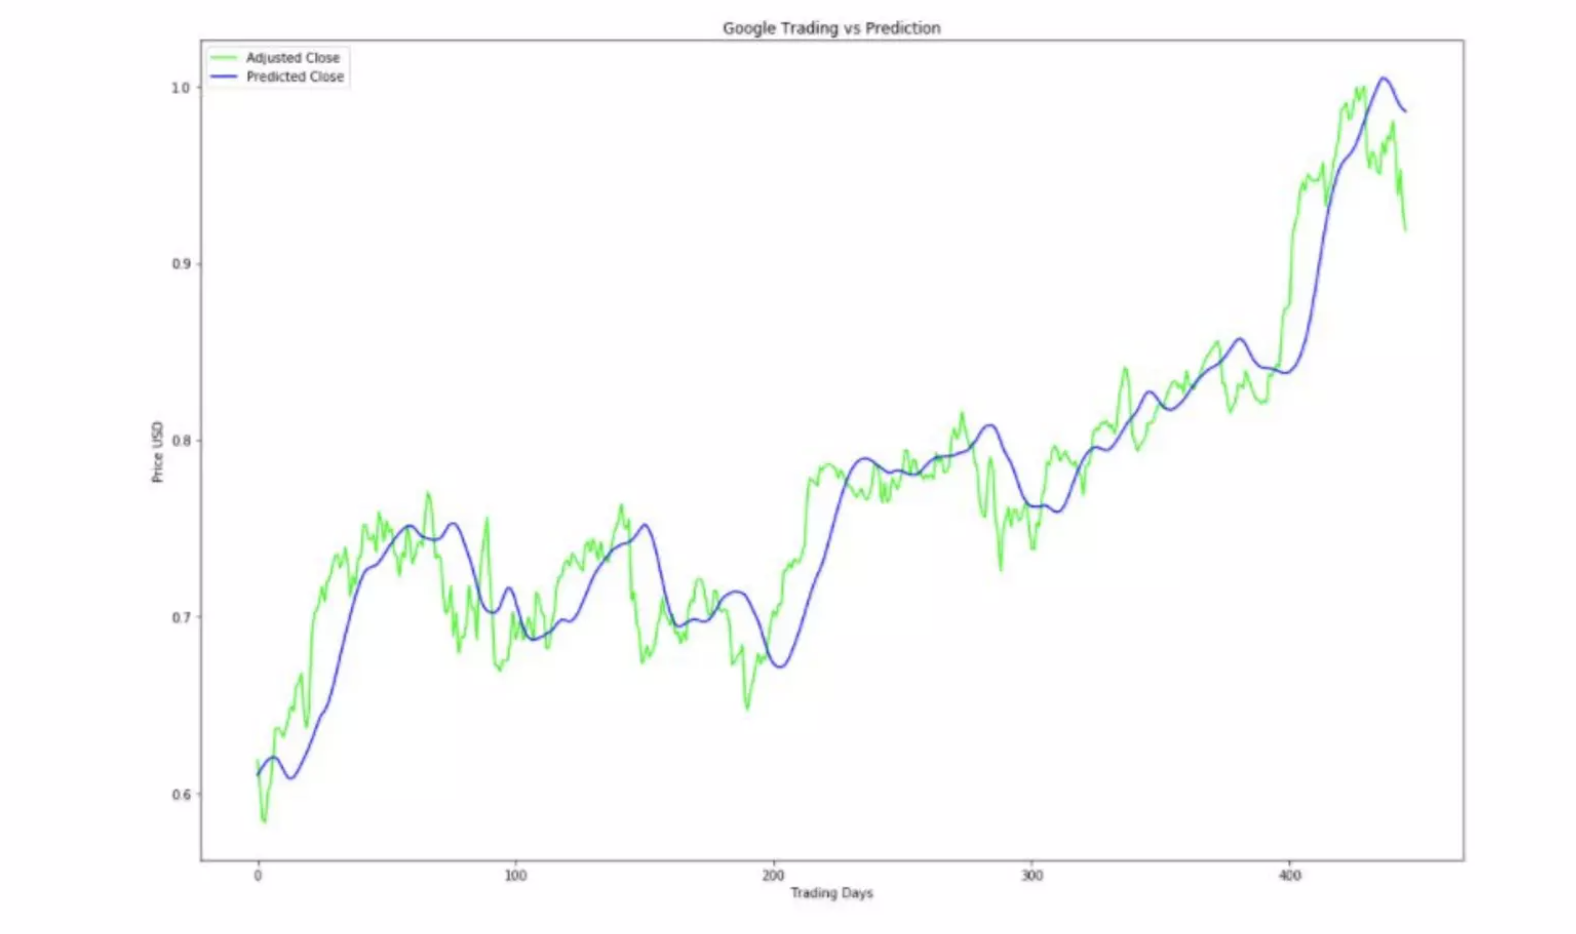 Google Trading vs Prediction
Adjusted Close
Predicted Close
1.0
0.9
0.8
0.7
0.6
Price USD
0 100 200 300 400
Trading Days